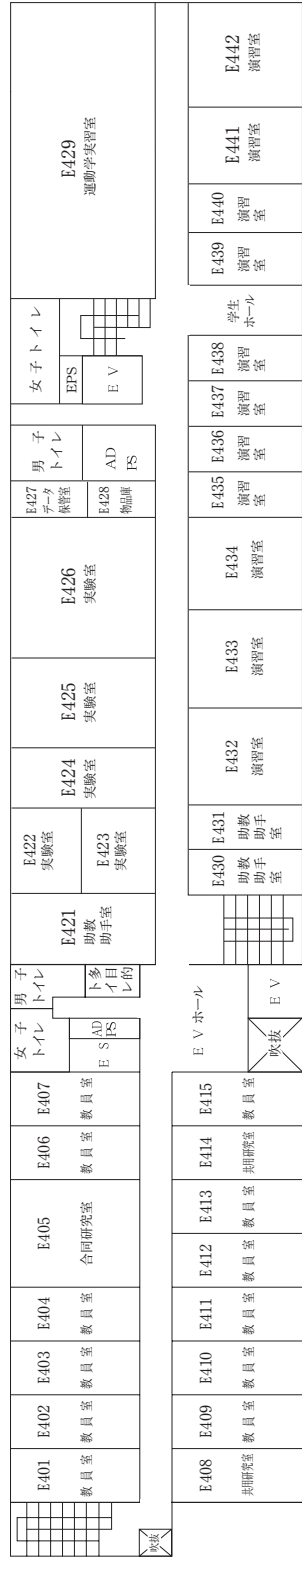 E429
運動学実習室
女子トイレ
EPS
E V
男 子
トイレ
AD
PS
E427
データ
保管室
E428
物品庫
E426
実験室
E425
実験室
E424
実験室
E422
実験室
E423
実験室
E421
助教
助手室
男 子
トイレ
多目的
トイレ
女 子
トイレ
AD
PS
E S
E407
教 員 室
E406
教 員 室
E405
合同研究室
E404
教 員 室
E403
教 員 室
E402
教 員 室
E401
教 員 室
吹抜
E442
演習室
E441
演習室
E440
演習
室
E439
演習
室
学生
ホール
E438
演習
室
E437
演習
室
E436
演習
室
E435
演習
室
E434
演習室
E433
演習室
E432
演習室
E431
助教
助手
室
E430
助教
助手
室
E V ホール
E V
吹抜
E415
教 員 室
E414
共用研究室
E413
教 員 室
E412
教 員 室
E411
教 員 室
E410
教 員 室
E409
教 員 室
E408
共用研究室